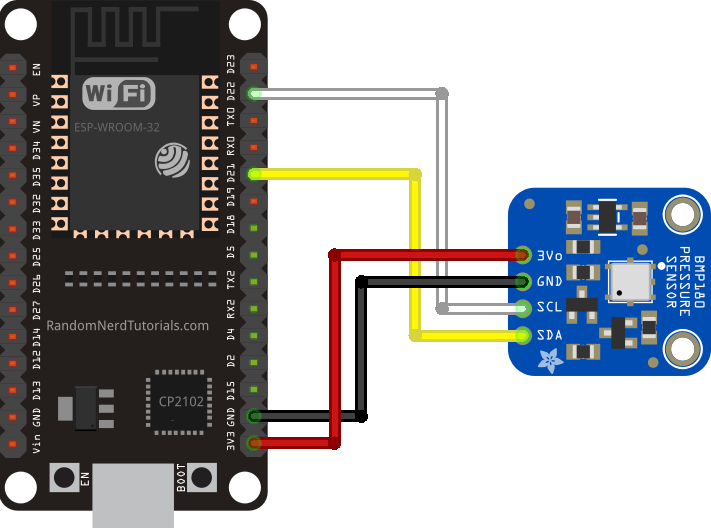 EN
VP
VN
D34
D35
D32
D33
D25
D26
D27
D14
D12
D13
GND
Vin
WiFi
ESP-WROOM-32
RandomNerdTutorials.com
CP2102
EN
BOOT
D23
D22
TX0
RX0
D21
D19
D18
D5
TX2
RX2
D4
D2
D15
GND
3V3
3Vo
GND
SCL
SDA
BMP180
PRESSURE
SENSOR